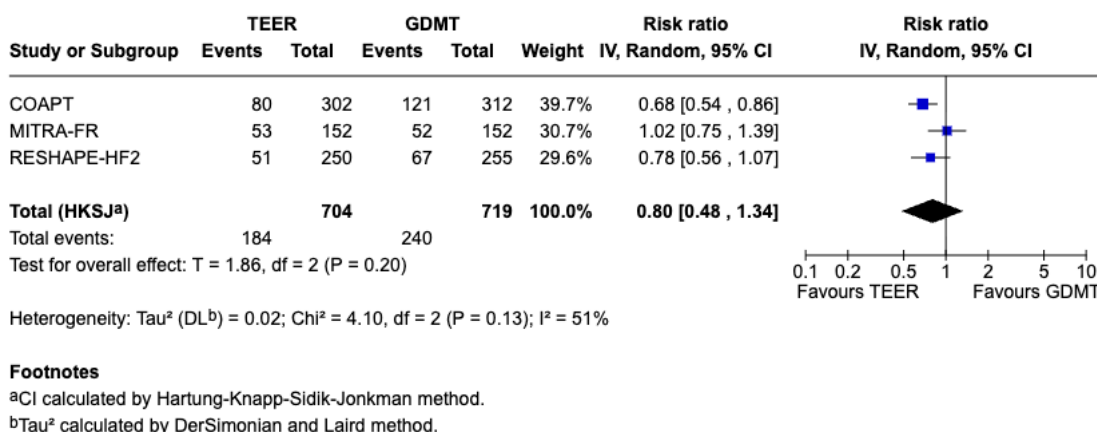 TEER GDMT Risk ratio Risk ratio
Study or Subgroup Events Total Events Total Weight IV, Random, 95% CI IV, Random, 95% CI
COAPT 80 302 121 312 39.7% 0.68 [0.54 , 0.86]
MITRA-FR 53 152 52 152 30.7% 1.02 [0.75 , 1.39]
RESHAPE-HF2 51 250 67 255 29.6% 0.78 [0.56 , 1.07]
Total (HKSJa) 704 719 100.0% 0.80 [0.48 , 1.34]
Total events: 184 240
Test for overall effect: T = 1.86, df = 2 (P = 0.20)
0.1 0.2 0.5 1 2 5 10
Favours TEER Favours GDMT
Heterogeneity: Tau² (DLb) = 0.02; Chi² = 4.10, df = 2 (P = 0.13); I² = 51%
Footnotes
aCI calculated by Hartung-Knapp-Sidik-Jonkman method.
bTau² calculated by DerSimonian and Laird method.